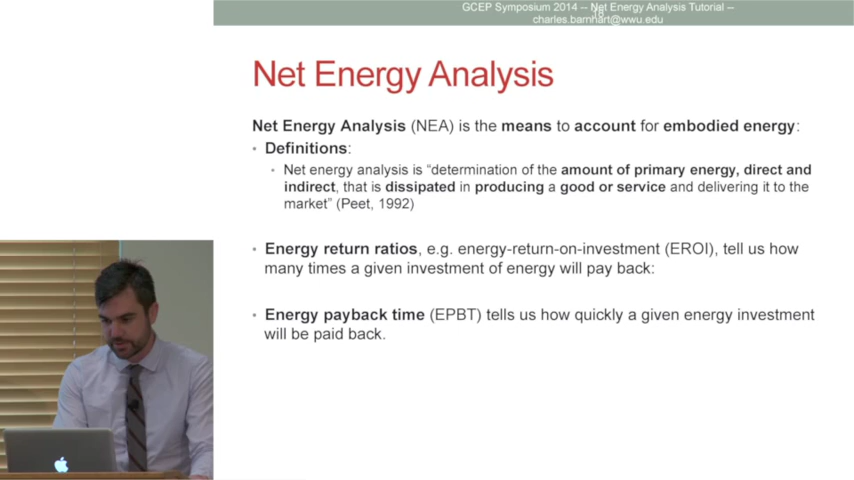 GCEP Symposium 2014 -- Net Energy Analysis Tutorial --
charles.barnhart@wwu.edu
Net Energy Analysis
Net Energy Analysis (NEA) is the means to account for embodied energy:
• Definitions:
• Net energy analysis is “determination of the amount of primary energy, direct and
indirect, that is dissipated in producing a good or service and delivering it to the
market” (Peet, 1992)
• Energy return ratios, e.g. energy-return-on-investment (EROI), tell us how
many times a given investment of energy will pay back:
• Energy payback time (EPBT) tells us how quickly a given energy investment
will be paid back.